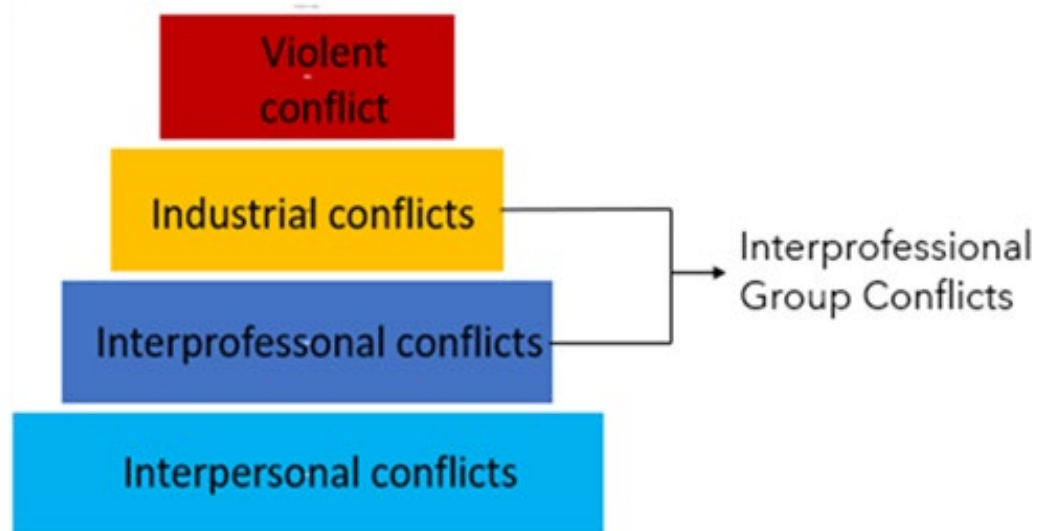 Violent
conflict
Industrial conflicts
Interprofessonal conflicts
Interpersonal conflicts
Interprofessional
Group Conflicts